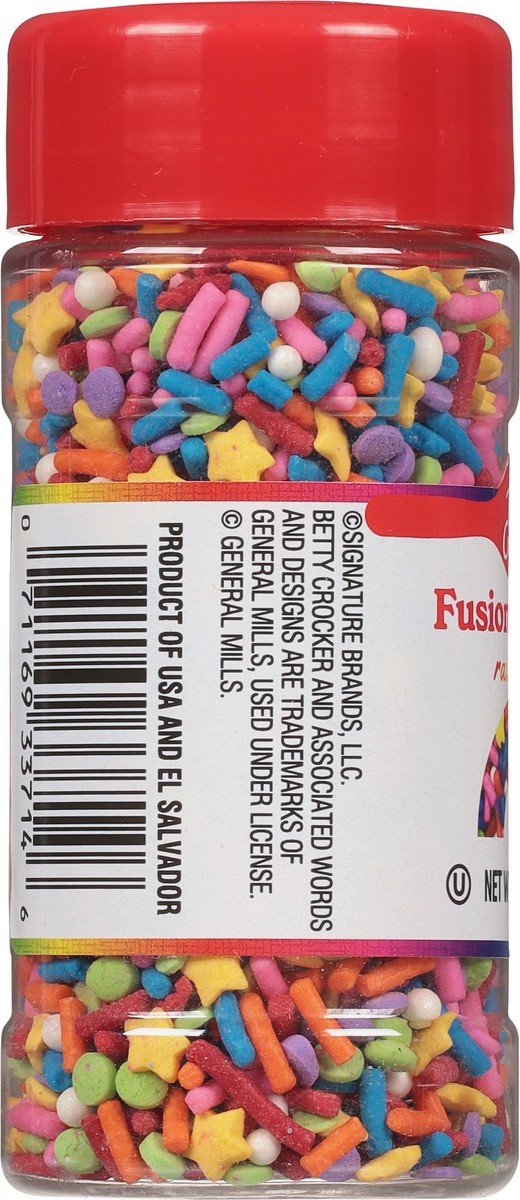 ©SIGNATURE BRANDS, LLC.
BETTY CROCKER AND ASSOCIATED WORDS
AND DESIGNS ARE TRADEMARKS OF
GENERAL MILLS, USED UNDER LICENSE.
© GENERAL MILLS.
PRODUCT OF USA AND EL SALVADOR
0 71169 33714 6
Fusion
U NET